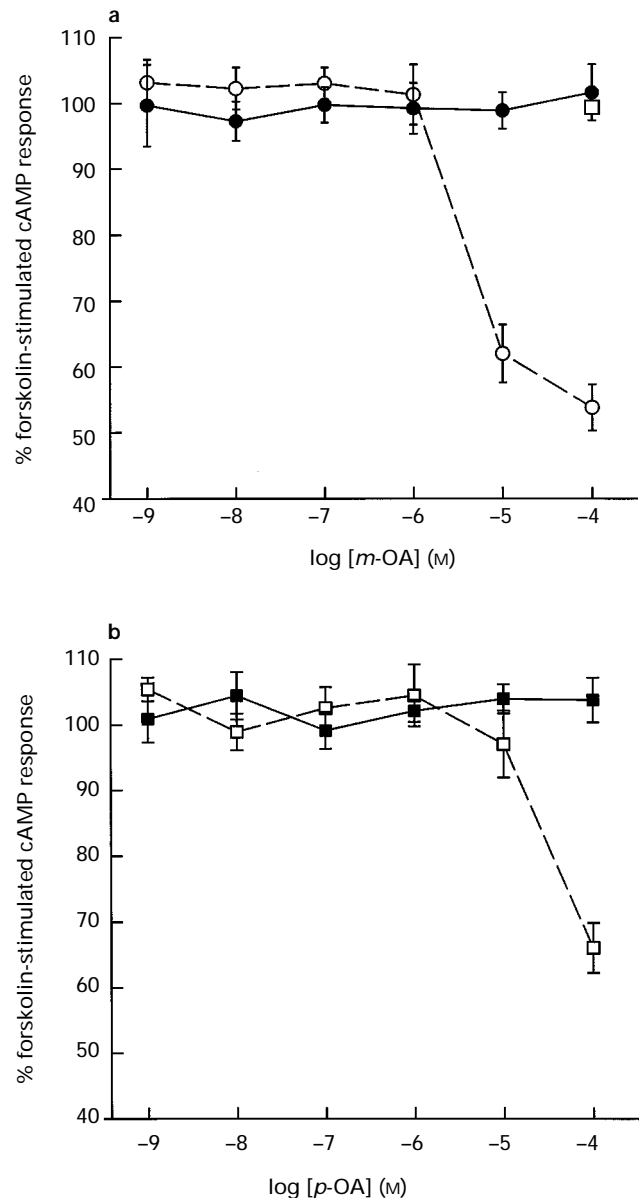 a
110
100
90
80
70
60
50
40
% forskolin-stimulated cAMP response
–9 –8 –7 –6 –5 –4
log [m-OA] (M)
b
110
100
90
80
70
60
50
40
% forskolin-stimulated cAMP response
–9 –8 –7 –6 –5 –4
log [p-OA] (M)